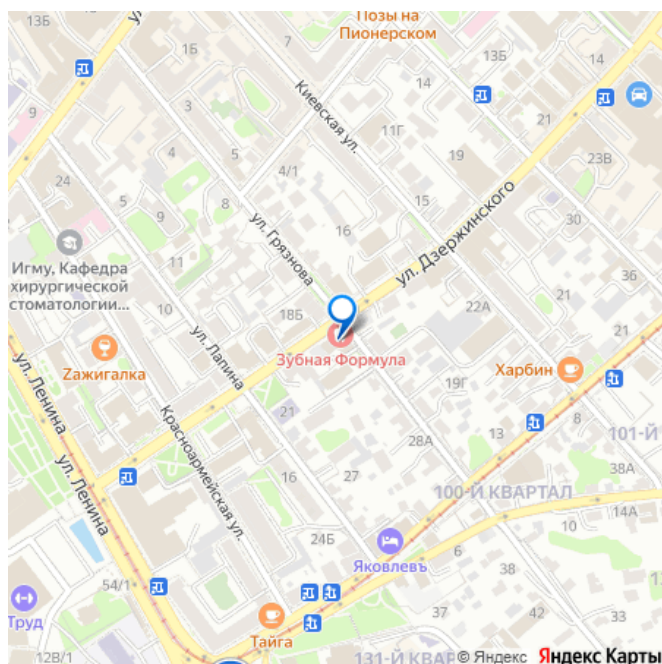 13Б
Позы на
Пионерском
7
14
1Б
5
13Б
9
3
14
Киевская ул.
11Г
21
4
5
4/1
19
23В
24
ул. Грязнова
15
ул. Дзержинского
30
16
Игму, Кафедра
хирургической
стоматологии...
11
8
36
10
22А
21
18Б
21
Зажигалка
ул. Лапина
Зубная Формула
19Г
Харбин
ул. Ленина
Красноармейская ул.
21
8
101-Й
28А
13
ул. Ленина
16
27
38А
100-Й КВАРТАЛ
14А
10
24Б
Яковлевъ
6
54/1
37
42
38
Труд
33
Тайга
12В/1
131-Й КВАР
© Яндекс Яндекс Карты